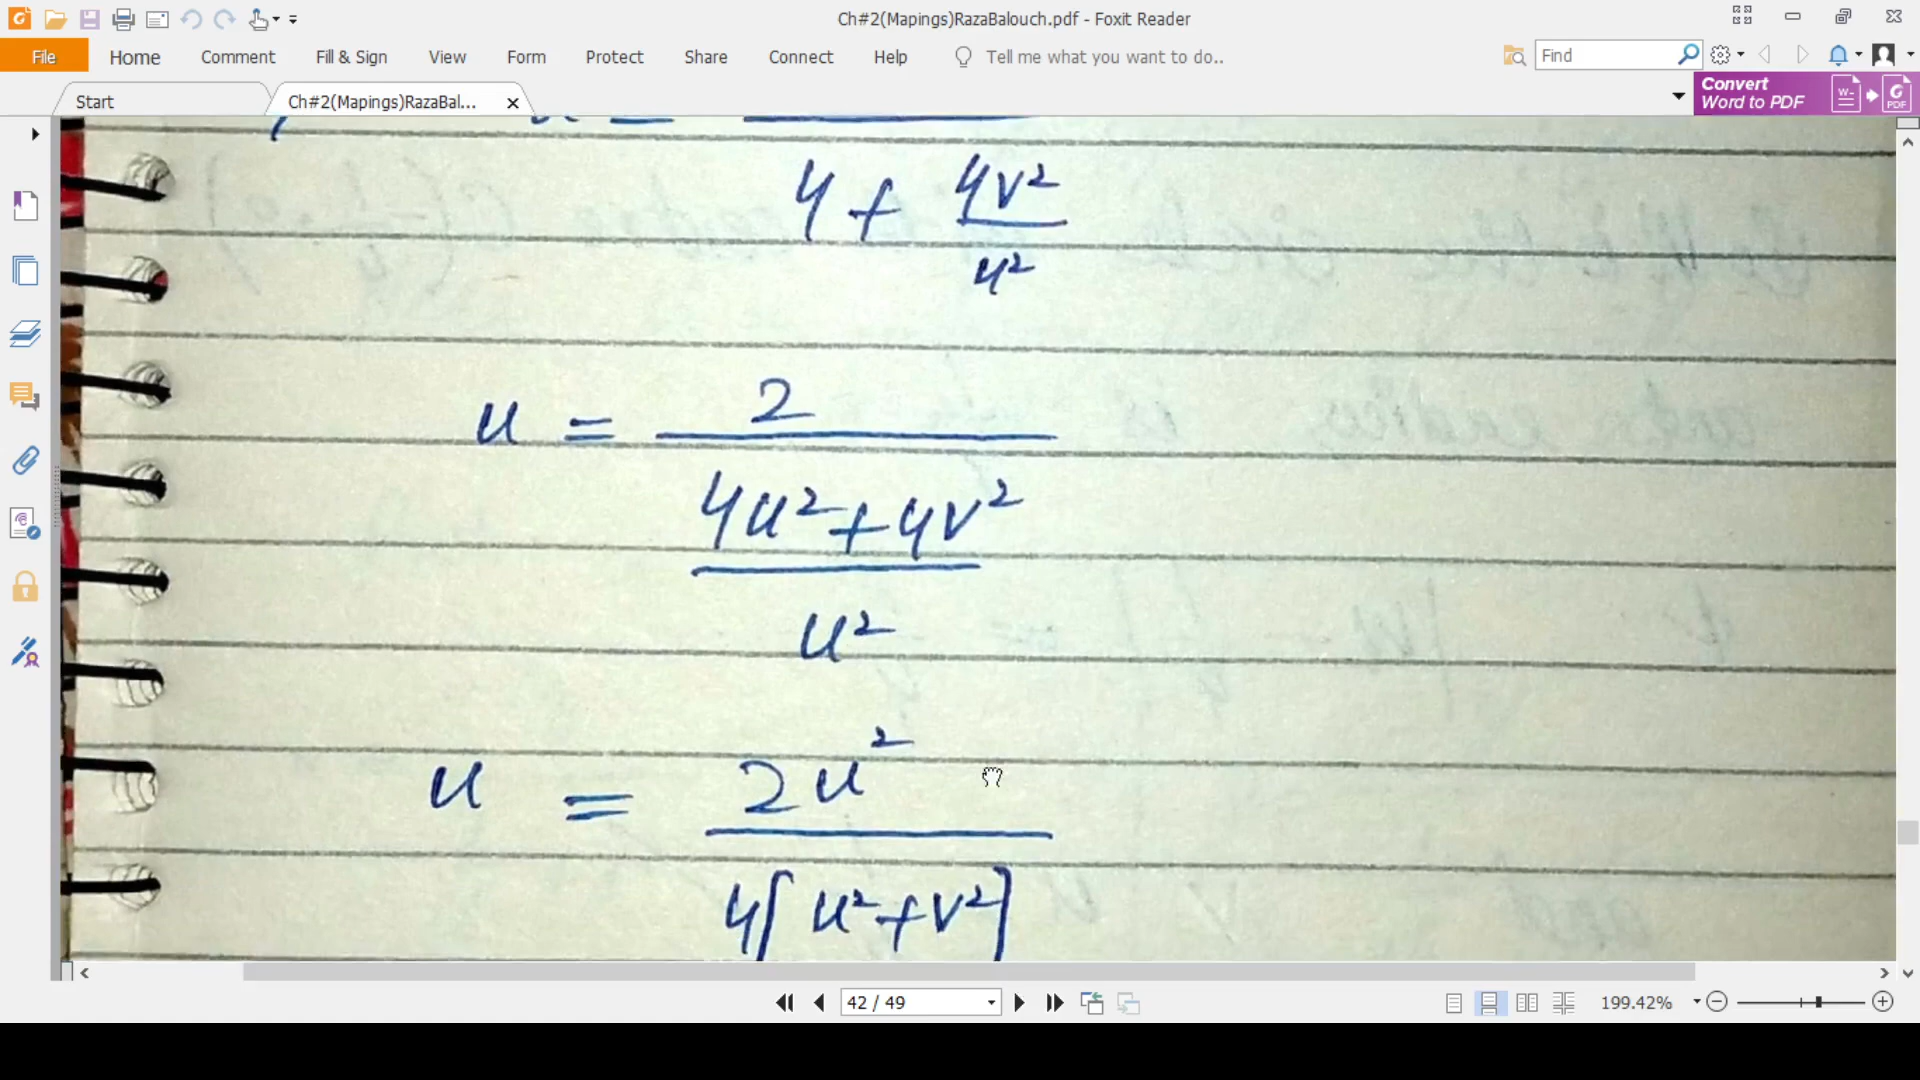 Ch#2(Mapings)RazaBalouch.pdf - Foxit Reader
File Home Comment Fill & Sign View Form Protect Share Connect Help Tell me what you want to do.. Find
Start Ch#2(Mapings)RazaBal... Convert
Word to PDF
4 + 4v²/u²
u = 2
4u²+4v²
u²
u = 2u²
4[u²+v²]
42 / 49 199.42%